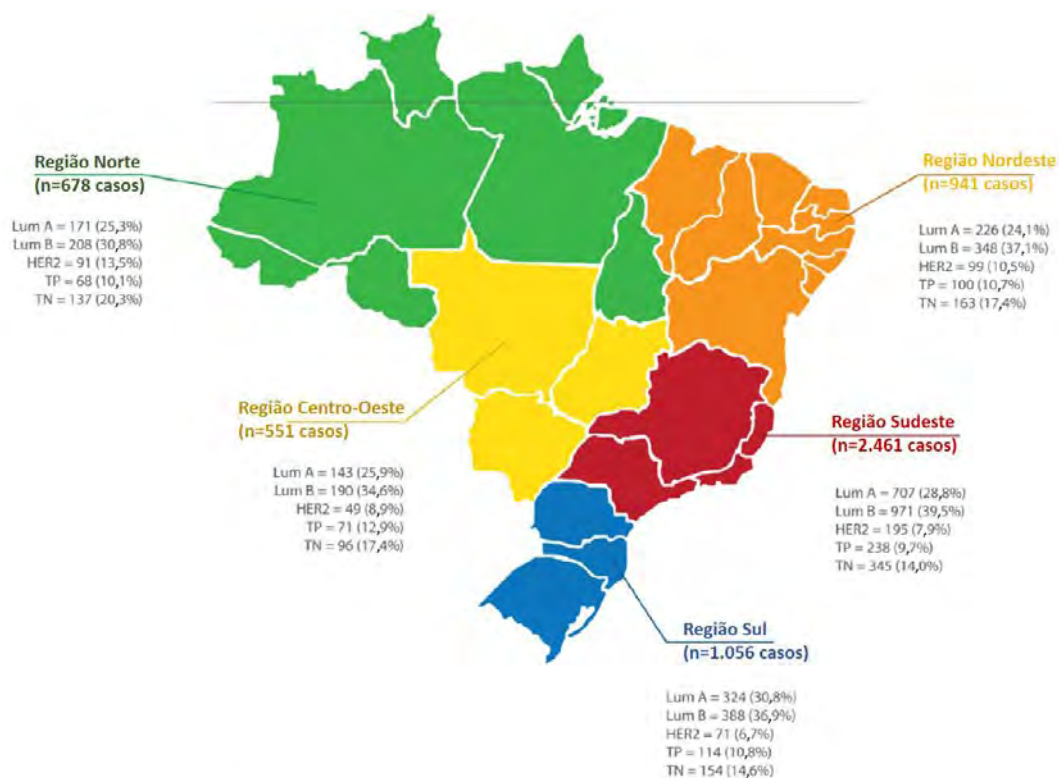 Região Norte
(n=678 casos)
Lum A = 171 (25,3%)
Lum B = 208 (30,8%)
HER2 = 91 (13,5%)
TP = 68 (10,1%)
TN = 137 (20,3%)
Região Nordeste
(n=941 casos)
Lum A = 226 (24,1%)
Lum B = 348 (37,1%)
HER2 = 99 (10,5%)
TP = 100 (10,7%)
TN = 163 (17,4%)
Região Centro-Oeste
(n=551 casos)
Lum A = 143 (25,9%)
Lum B = 190 (34,6%)
HER2 = 49 (8,9%)
TP = 71 (12,9%)
TN = 96 (17,4%)
Região Sudeste
(n=2.461 casos)
Lum A = 707 (28,8%)
Lum B = 971 (39,5%)
HER2 = 195 (7,9%)
TP = 238 (9,7%)
TN = 345 (14,0%)
Região Sul
(n=1.056 casos)
Lum A = 324 (30,8%)
Lum B = 388 (36,9%)
HER2 = 71 (6,7%)
TP = 114 (10,8%)
TN = 154 (14,6%)